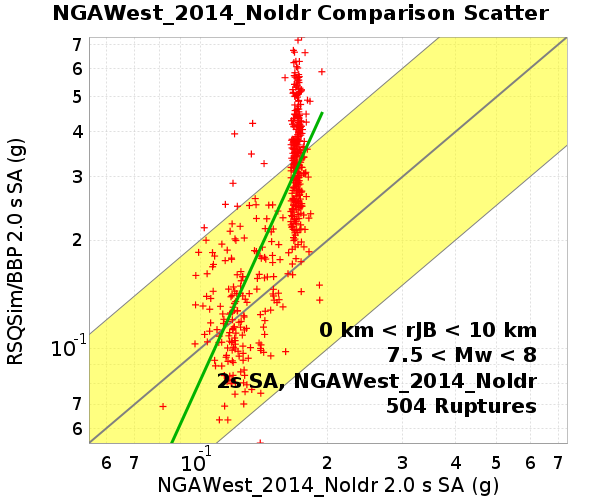 NGAWest_2014_NoIdr Comparison Scatter
7
6
5
4
3
2
10-1
7
6
RSQSim/BBP 2.0 s SA (g)
0 km < rJB < 10 km
7.5 < Mw < 8
2s SA, NGAWest_2014_NoIdr
504 Ruptures
6 7 10-1 2 3 4 5 6 7
NGAWest_2014_NoIdr 2.0 s SA (g)